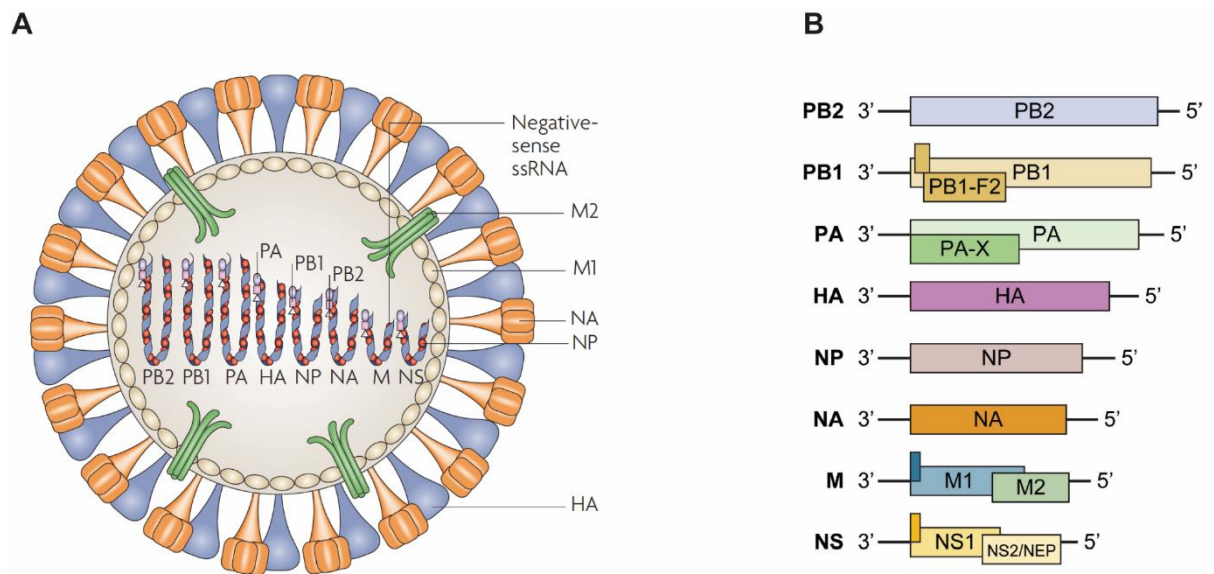 A
Negative-
sense
ssRNA
M2
M1
NA
NP
HA
PA
PB1
PB2
PB2 PB1 PA HA NP NA M NS
B
PB2 3’ PB2 5’
PB1 3’ PB1 5’
PB1-F2
PA 3’ PA 5’
PA-X
HA 3’ HA 5’
NP 3’ NP 5’
NA 3’ NA 5’
M 3’ M1 M2 5’
NS 3’ NS1 NS2/NEP 5’